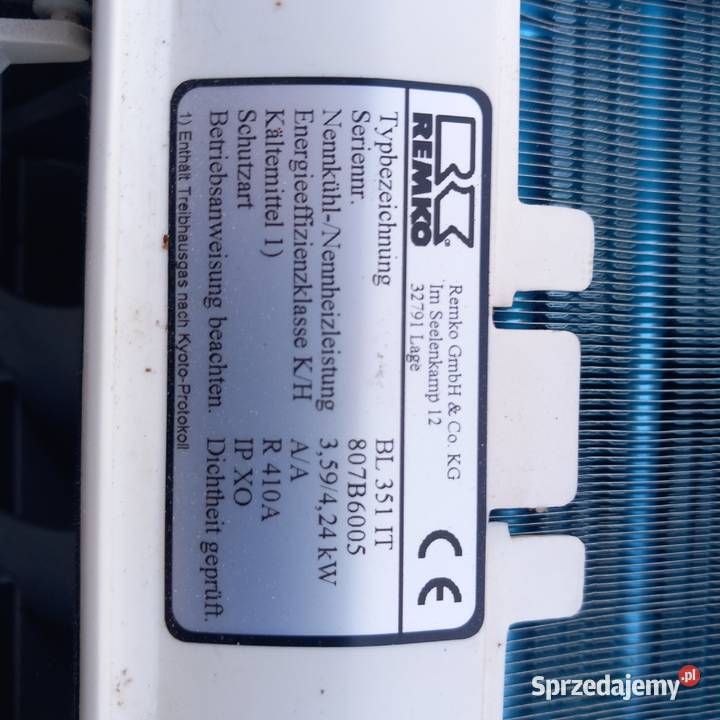 REMKO
Remko GmbH & Co. KG
Im Seelenkamp 12
32791 Lage
CE
Typbezeichnung BL 351 IT
Seriennr. 807B6005
Nennkühl-/Nennheizleistung 3,59/4,24 kW
Energieeffizienzklasse K/H A/A
Kältemittel 1) R 410A
Schutzart IP XO
Betriebsanweisung beachten. Dichtheit geprüft.
1) Enthält Treibhausgas nach Kyoto-Protokoll
Sprzedajemy.pl